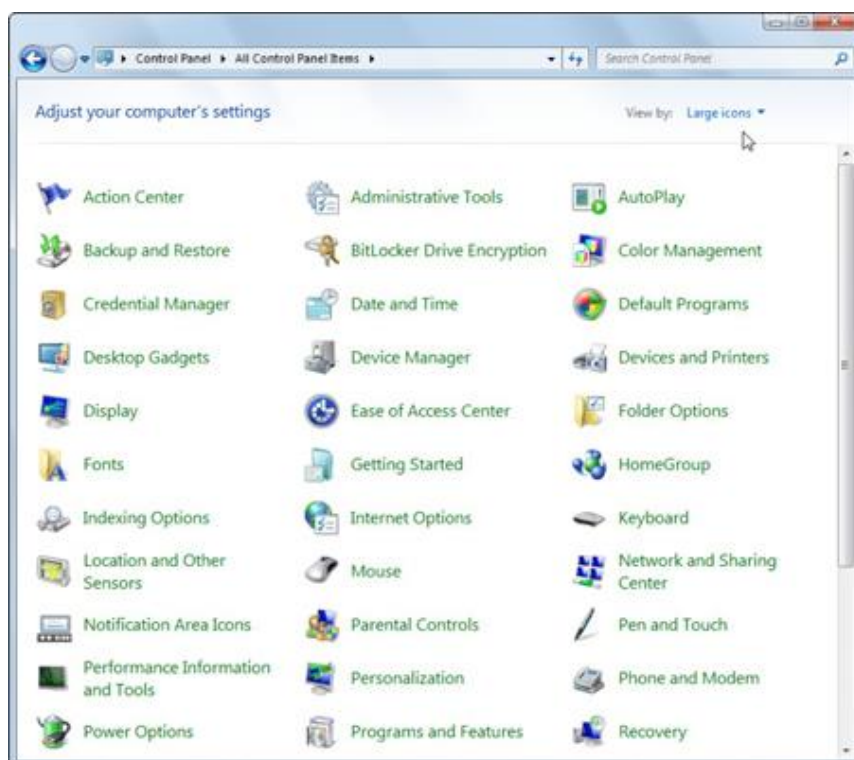 Control Panel ▸ All Control Panel Items ▸
Search Control Panel
Adjust your computer's settings
View by: Large icons
Action Center
Administrative Tools
AutoPlay
Backup and Restore
BitLocker Drive Encryption
Color Management
Credential Manager
Date and Time
Default Programs
Desktop Gadgets
Device Manager
Devices and Printers
Display
Ease of Access Center
Folder Options
Fonts
Getting Started
HomeGroup
Indexing Options
Internet Options
Keyboard
Location and Other
Sensors
Mouse
Network and Sharing
Center
Notification Area Icons
Parental Controls
Pen and Touch
Performance Information
and Tools
Personalization
Phone and Modem
Power Options
Programs and Features
Recovery